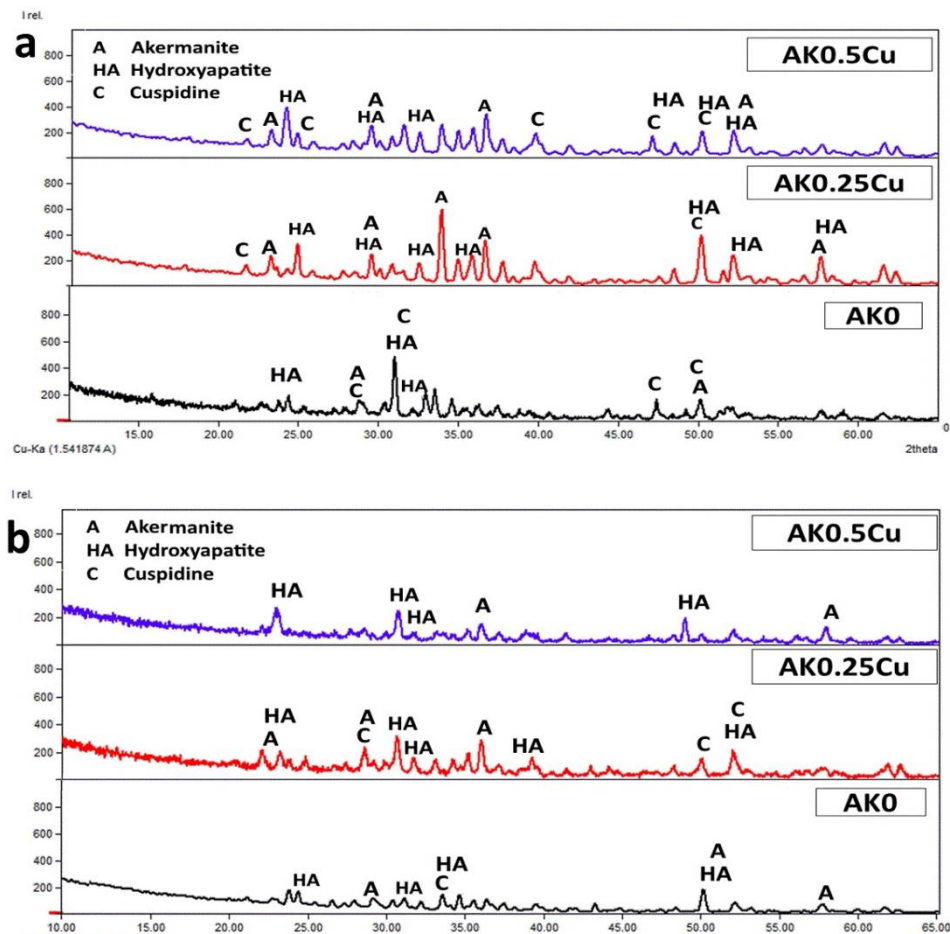 I rel.
a
A Akermanite
HA Hydroxyapatite
C Cuspidine
AK0.5Cu
800
600
400
200
C A HA C A HA HA A C HA C HA C A HA
AK0.25Cu
800
600
400
200
C A HA A HA HA A HA A HA C HA HA A
AK0
800
600
400
200
HA A C C HA HA C C A
15.00 20.00 25.00 30.00 35.00 40.00 45.00 50.00 55.00 60.00 0
Cu-Ka (1.541874 A) 2theta
I rel.
b
A Akermanite
HA Hydroxyapatite
C Cuspidine
AK0.5Cu
800
600
400
200
HA HA HA A HA A
AK0.25Cu
800
600
400
200
HA A A C HA HA A HA C C HA
AK0
800
600
400
200
HA A HA HA C A HA A
10.00 15.00 20.00 25.00 30.00 35.00 40.00 45.00 50.00 55.00 60.00 65.0